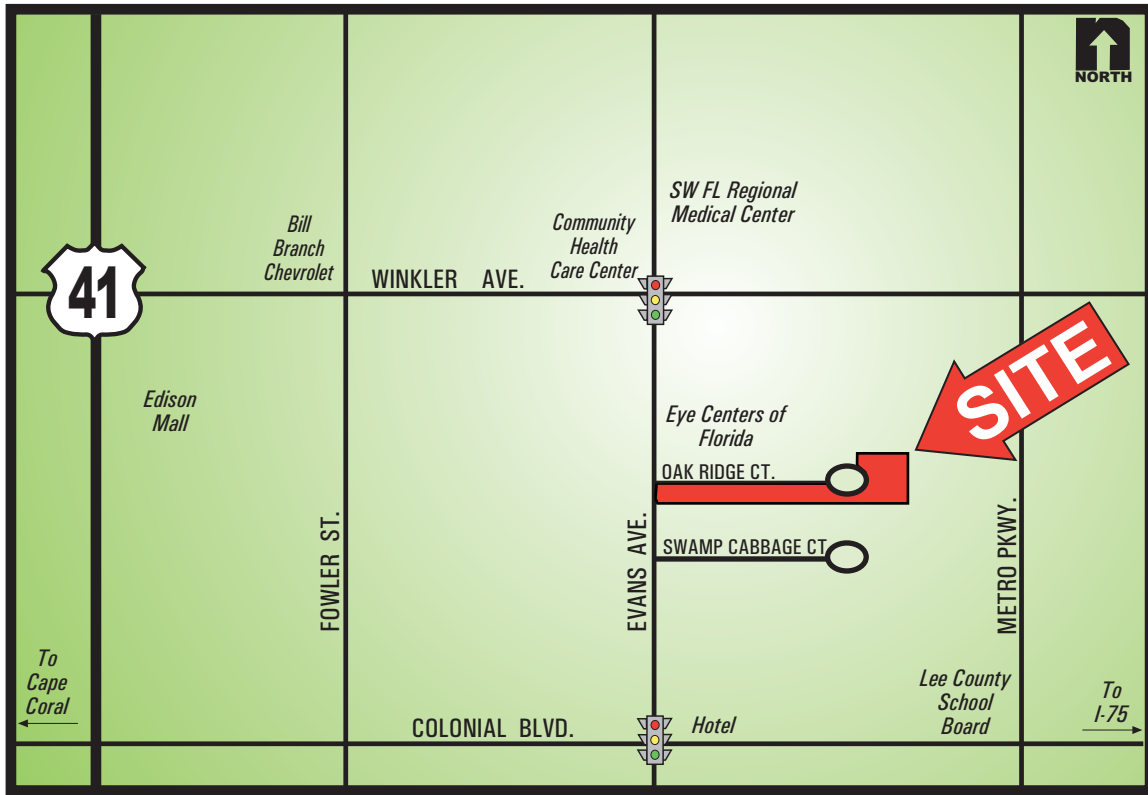 NORTH
SW FL Regional
Medical Center
Bill
Branch
Chevrolet
Community
Health
Care Center
41
WINKLER AVE.
SITE
Edison
Mall
Eye Centers of
Florida
OAK RIDGE CT.
SWAMP CABBAGE CT
FOWLER ST.
EVANS AVE.
METRO PKWY.
To
Cape
Coral
Lee County
School
Board
To
I-75
COLONIAL BLVD.
Hotel